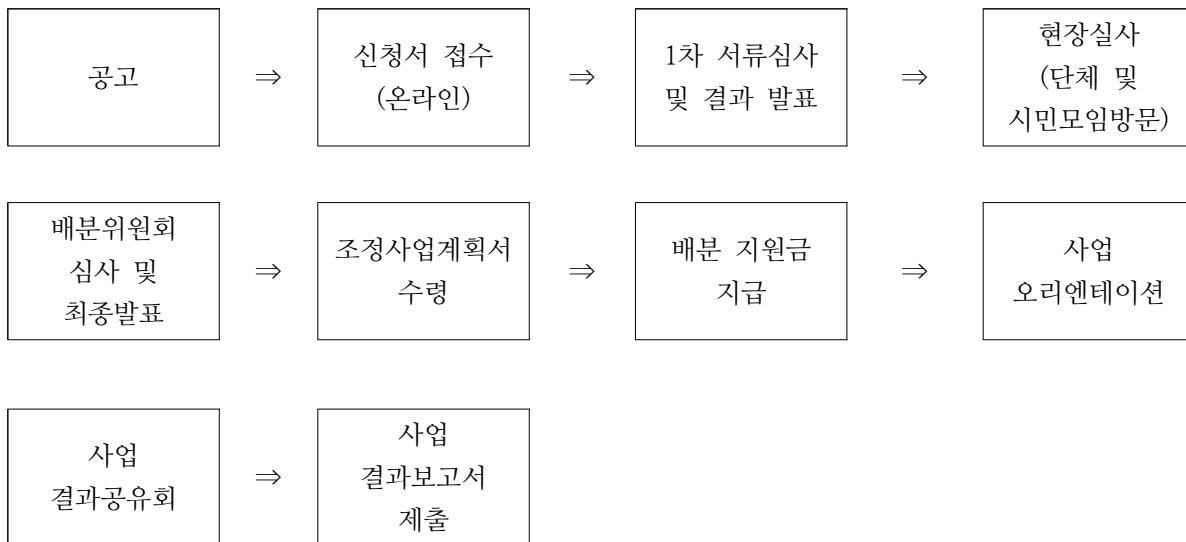 공고
⇒
신청서 접수
(온라인)
⇒
1차 서류심사
및 결과 발표
⇒
현장실사
(단체 및
시민모임방문)
배분위원회
심사 및
최종발표
⇒
조정사업계획서
수령
⇒
배분 지원금
지급
⇒
사업
오리엔테이션
사업
결과공유회
⇒
사업
결과보고서
제출